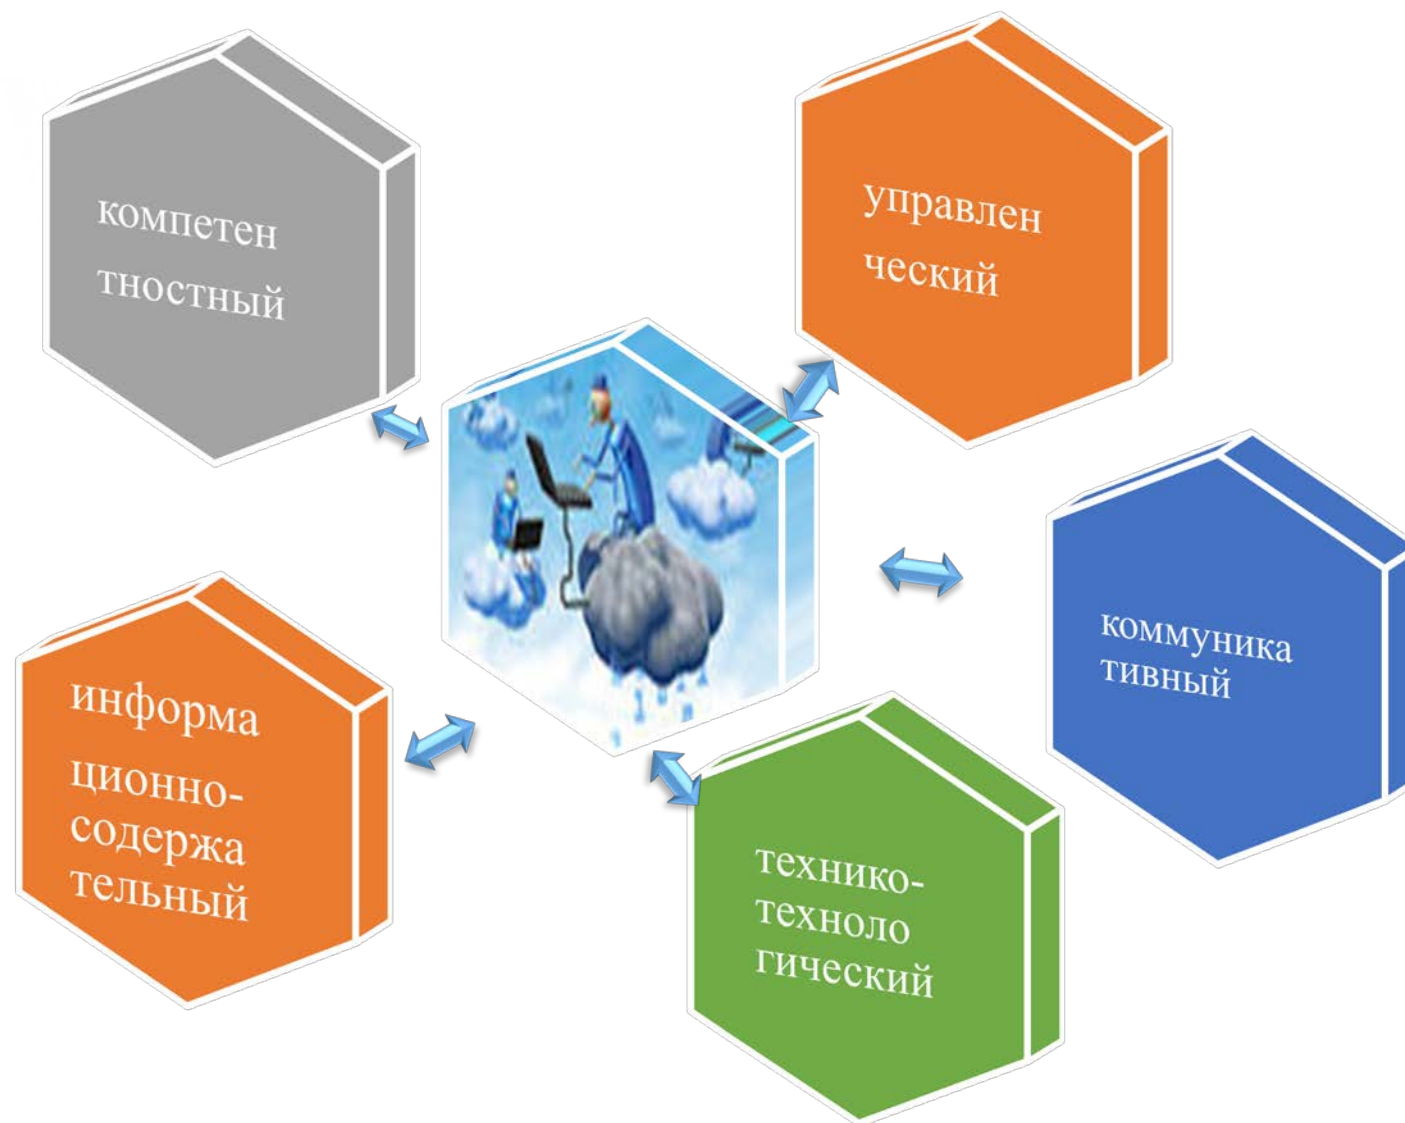 компетен
тностный
управлен
ческий
коммуника
тивный
информа
ционно-
содержа
тельный
технико-
техноло
гический